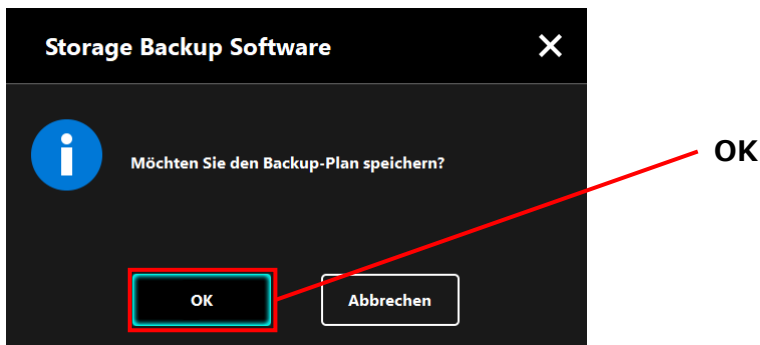 Storage Backup Software
Möchten Sie den Backup-Plan speichern?
OK
OK
Abbrechen